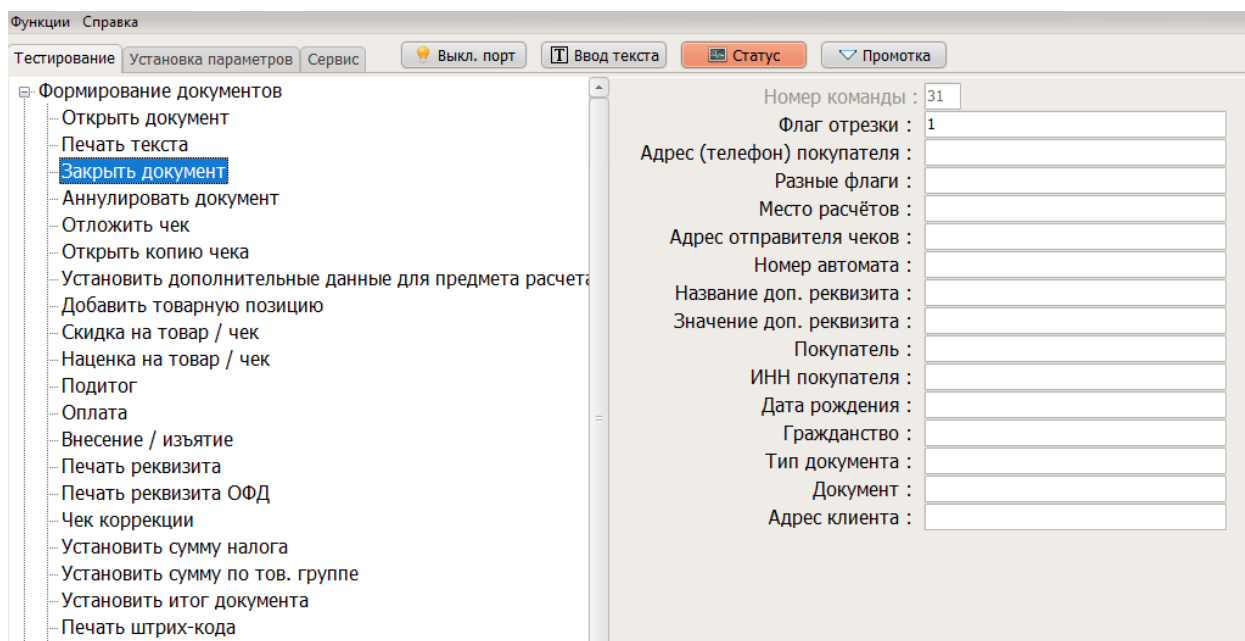 Функции Справка
Тестирование Установка параметров Сервис Выкл. порт T Ввод текста Статус Промотка
Формирование документов
Открыть документ
Печать текста
Закрыть документ
Аннулировать документ
Отложить чек
Открыть копию чека
Установить дополнительные данные для предмета расчета
Добавить товарную позицию
Скидка на товар / чек
Наценка на товар / чек
Подитог
Оплата
Внесение / изъятие
Печать реквизита
Печать реквизита ОФД
Чек коррекции
Установить сумму налога
Установить сумму по тов. группе
Установить итог документа
Печать штрих-кода
Номер команды : 31
Флаг отрезки : 1
Адрес (телефон) покупателя :
Разные флаги :
Место расчётов :
Адрес отправителя чеков :
Номер автомата :
Название доп. реквизита :
Значение доп. реквизита :
Покупатель :
ИНН покупателя :
Дата рождения :
Гражданство :
Тип документа :
Документ :
Адрес клиента :